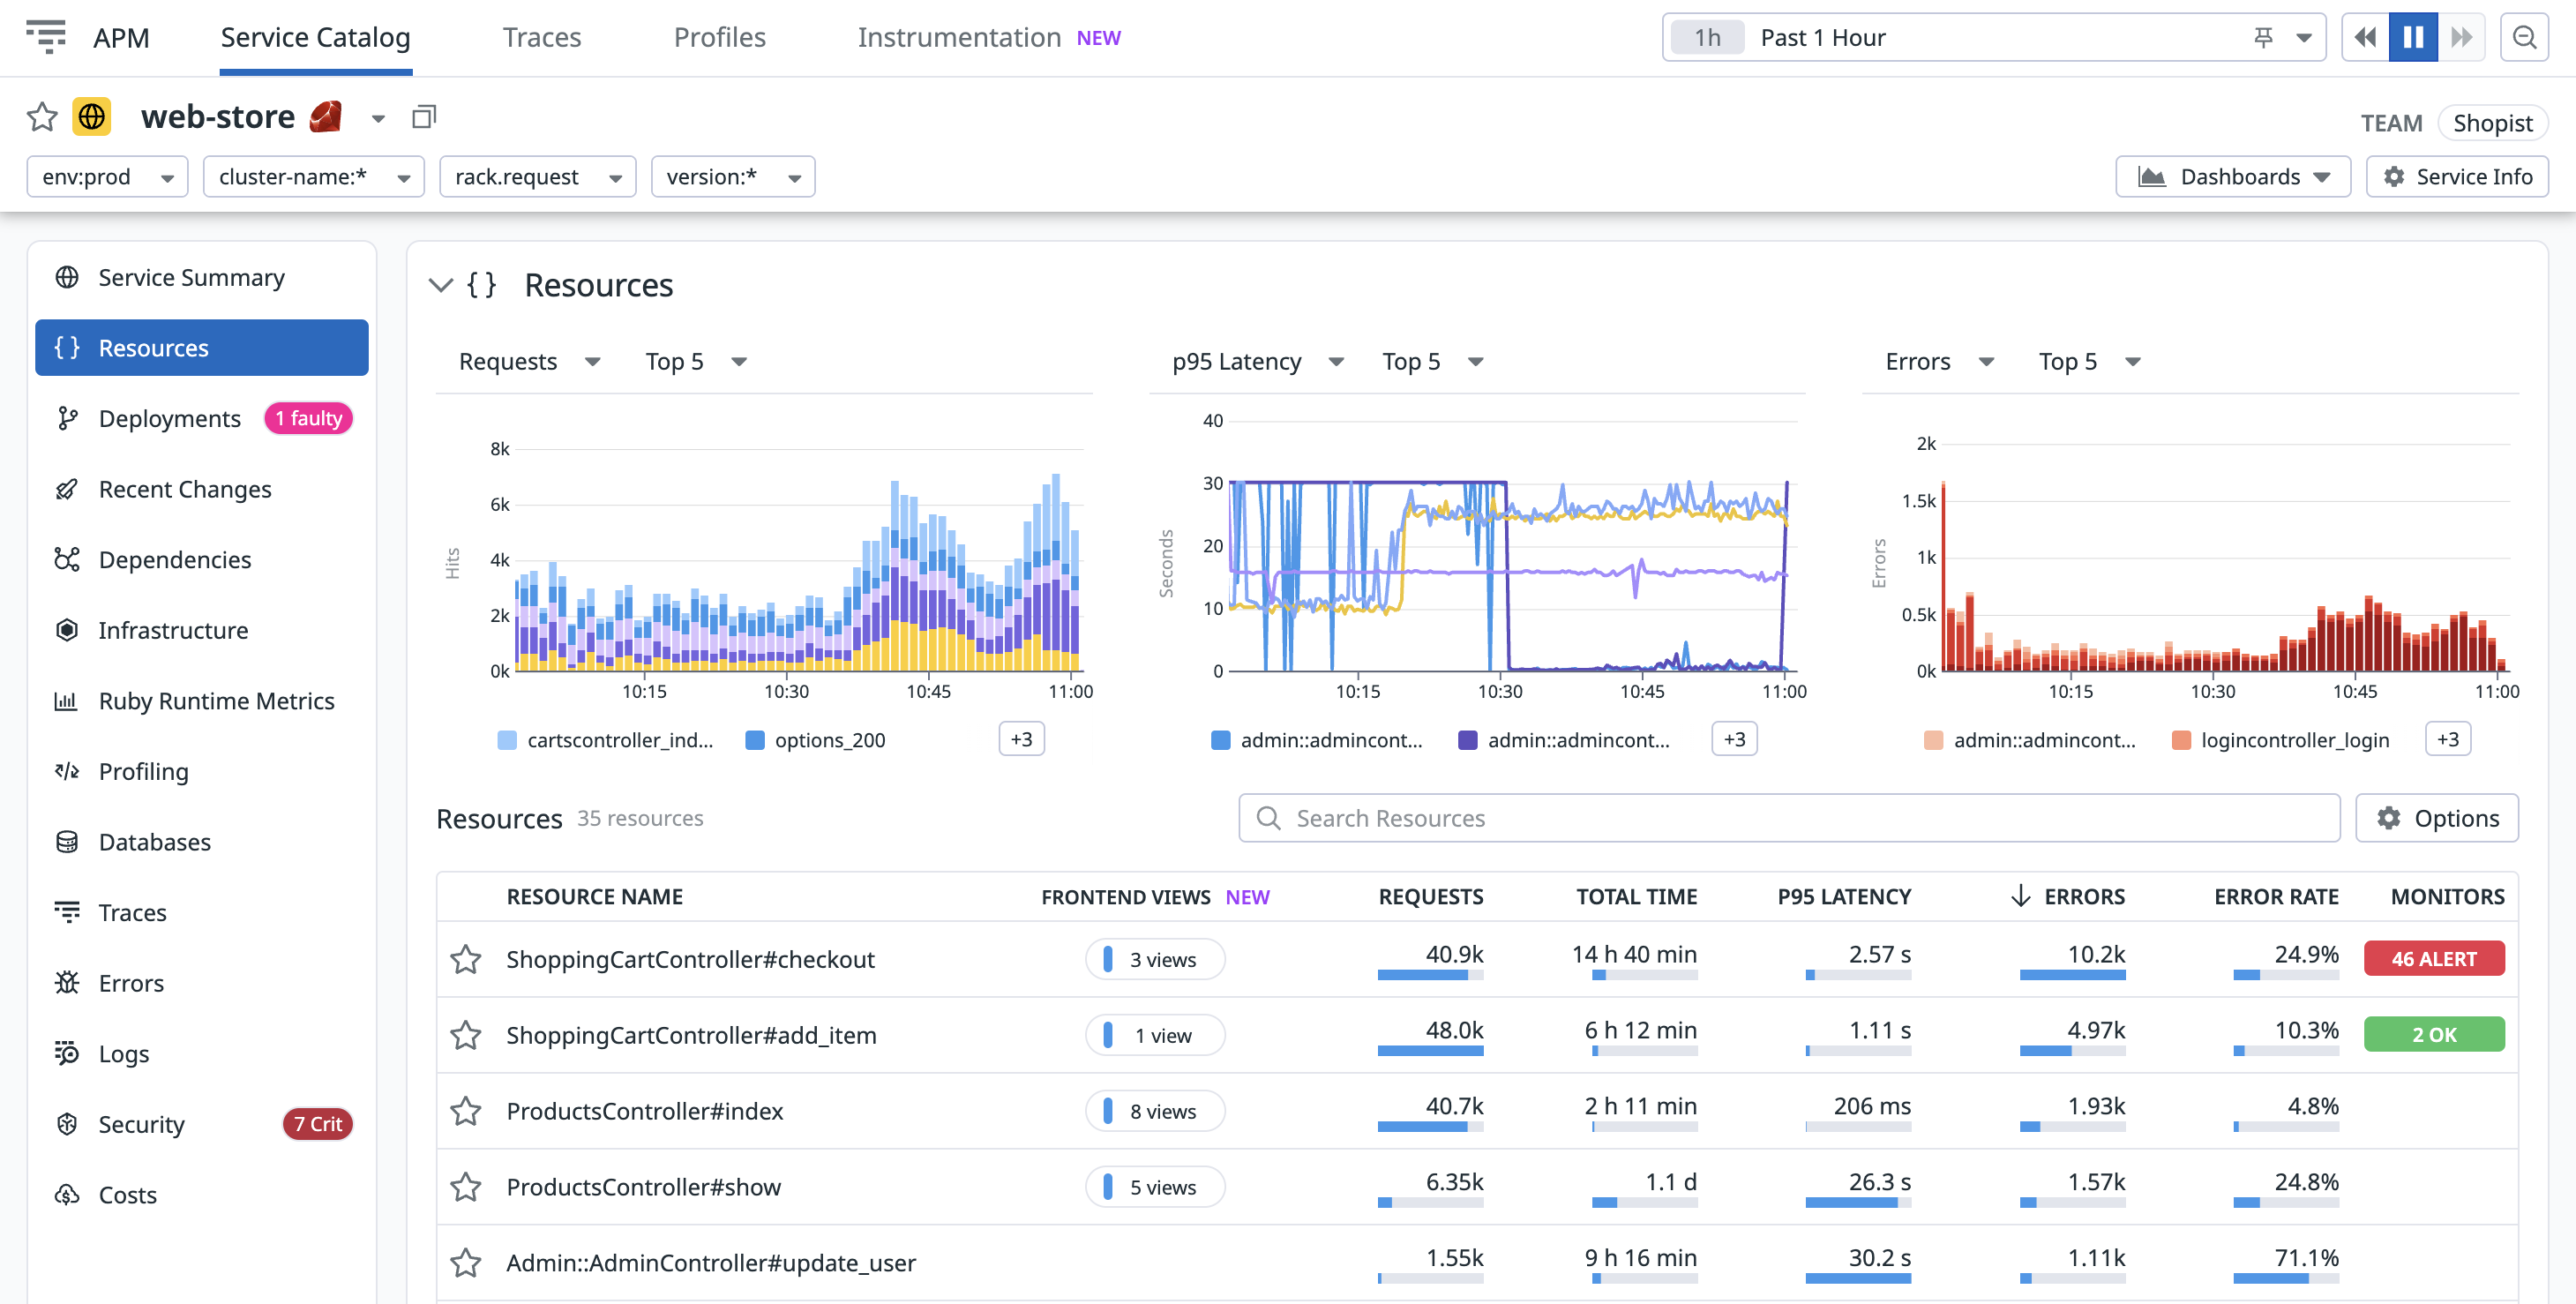 APM Service Catalog Traces Profiles Instrumentation NEW 1h Past 1 Hour
web-store
TEAM Shopist
env:prod cluster-name:* rack.request version:* Dashboards Service Info
Service Summary
Resources
Deployments 1 faulty
Recent Changes
Dependencies
Infrastructure
Ruby Runtime Metrics
Profiling
Databases
Traces
Errors
Logs
Security 7 Crit
Costs
{ } Resources
Requests Top 5
8k
6k
4k
2k
0k
Hits
10:15 10:30 10:45 11:00
cartscontroller_ind... options_200 +3
p95 Latency Top 5
40
30
20
10
0
Seconds
10:15 10:30 10:45 11:00
admin::admincont... admin::admincont... +3
Errors Top 5
2k
1.5k
1k
0.5k
0k
Errors
10:15 10:30 10:45 11:00
admin::admincont... logincontroller_login +3
Resources 35 resources Search Resources Options
RESOURCE NAME FRONTEND VIEWS NEW REQUESTS TOTAL TIME P95 LATENCY ↓ ERRORS ERROR RATE MONITORS
ShoppingCartController#checkout 3 views 40.9k 14 h 40 min 2.57 s 10.2k 24.9% 46 ALERT
ShoppingCartController#add_item 1 view 48.0k 6 h 12 min 1.11 s 4.97k 10.3% 2 OK
ProductsController#index 8 views 40.7k 2 h 11 min 206 ms 1.93k 4.8%
ProductsController#show 5 views 6.35k 1.1 d 26.3 s 1.57k 24.8%
Admin::AdminController#update_user 1.55k 9 h 16 min 30.2 s 1.11k 71.1%